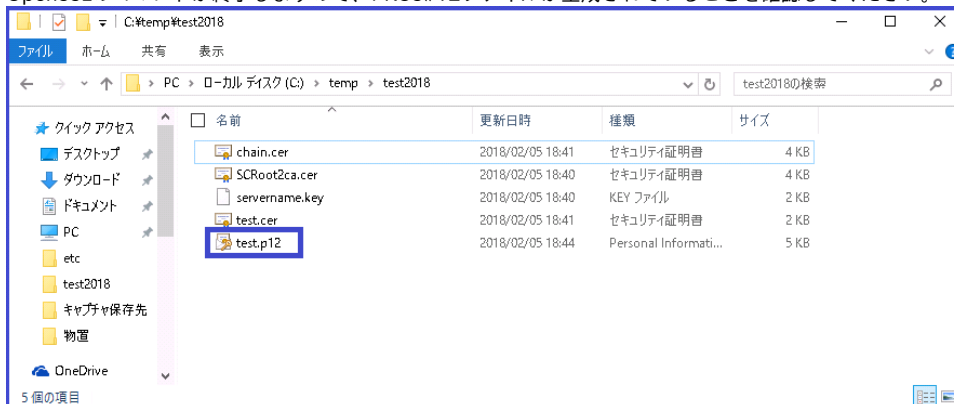 C:¥temp¥test2018
ファイル ホーム 共有 表示
PC › ローカル ディスク (C:) › temp › test2018
test2018の検索
名前 更新日時 種類 サイズ
クイック アクセス
デスクトップ
ダウンロード
ドキュメント
PC
etc
test2018
キャプチャ保存先
物置
OneDrive
chain.cer 2018/02/05 18:41 セキュリティ証明書 4 KB
SCRoot2ca.cer 2018/02/05 18:40 セキュリティ証明書 4 KB
servername.key 2018/02/05 18:40 KEY ファイル 2 KB
test.cer 2018/02/05 18:41 セキュリティ証明書 2 KB
test.p12 2018/02/05 18:44 Personal Informati... 5 KB
5 個の項目